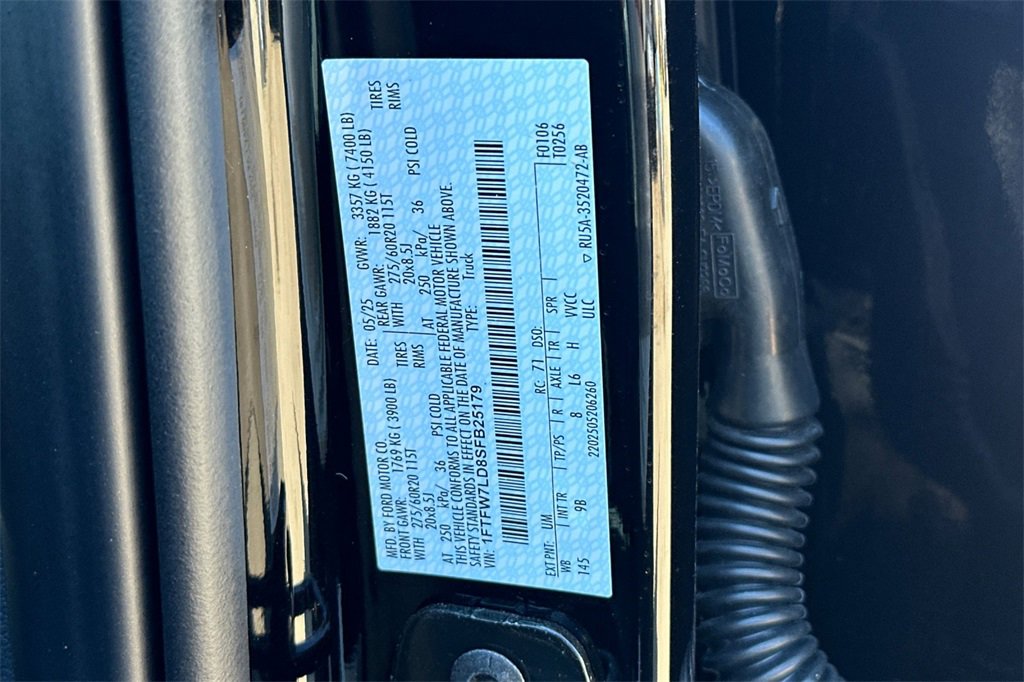 MFD. BY FORD MOTOR CO.
DATE: 05/25
GVWR: 3357 KG ( 7400 LB)
FRONT GAWR: 1769 KG ( 3900 LB)
REAR GAWR: 1882 KG ( 4150 LB)
WITH 275/60R20 115T TIRES
WITH 275/60R20 115T TIRES
20x8.5J RIMS
20x8.5J RIMS
AT 250 kPa/ 36 PSI COLD
AT 250 kPa/ 36 PSI COLD
THIS VEHICLE CONFORMS TO ALL APPLICABLE FEDERAL MOTOR VEHICLE
SAFETY STANDARDS IN EFFECT ON THE DATE OF MANUFACTURE SHOWN ABOVE.
VIN: 1FTFW7LD8SFB25179
TYPE: Truck
F0106
T0256
EXT PNT: UM RC: 71 DSO:
WB INT TR TP/PS R AXLE TR SPR
145 9B 8 L6 H VVCC
ULC
2202505206260
▽ RU5A-3520472-AB
FoMoCo